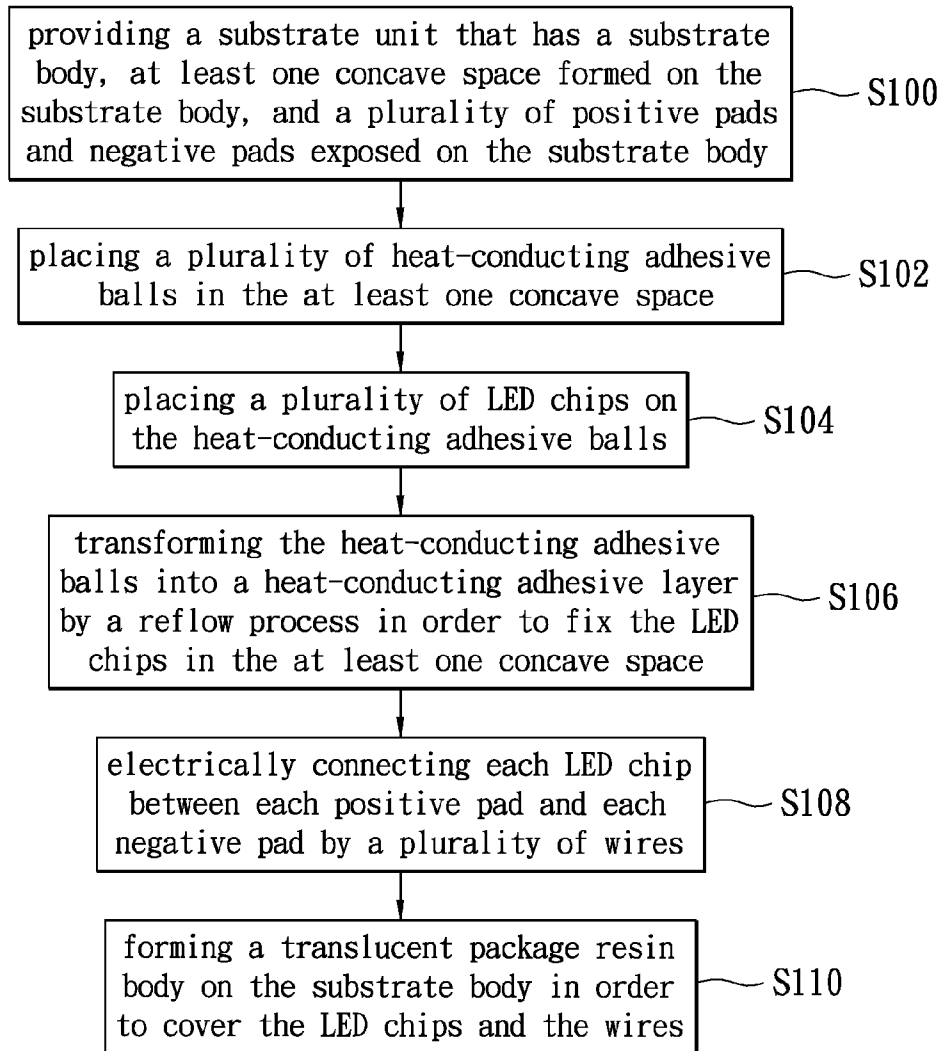 providing a substrate unit that has a substrate
body, at least one concave space formed on the
substrate body, and a plurality of positive pads
and negative pads exposed on the substrate body
S100
placing a plurality of heat-conducting adhesive
balls in the at least one concave space
S102
placing a plurality of LED chips on
the heat-conducting adhesive balls
S104
transforming the heat-conducting adhesive
balls into a heat-conducting adhesive layer
by a reflow process in order to fix the LED
chips in the at least one concave space
S106
electrically connecting each LED chip
between each positive pad and each
negative pad by a plurality of wires
S108
forming a translucent package resin
body on the substrate body in order
to cover the LED chips and the wires
S110